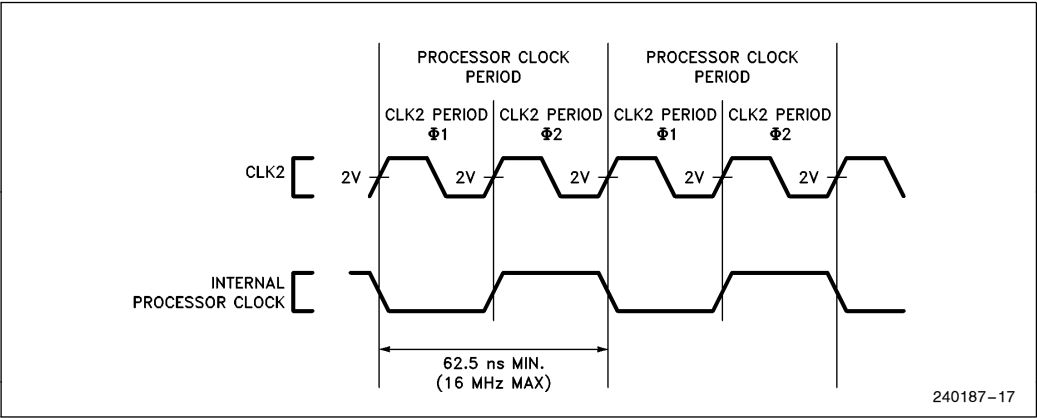 PROCESSOR CLOCK
PERIOD
PROCESSOR CLOCK
PERIOD
CLK2 PERIOD
Φ1
CLK2 PERIOD
Φ2
CLK2 PERIOD
Φ1
CLK2 PERIOD
Φ2
CLK2
2V
2V
2V
2V
2V
INTERNAL
PROCESSOR CLOCK
62.5 ns MIN.
(16 MHz MAX)
240187–17